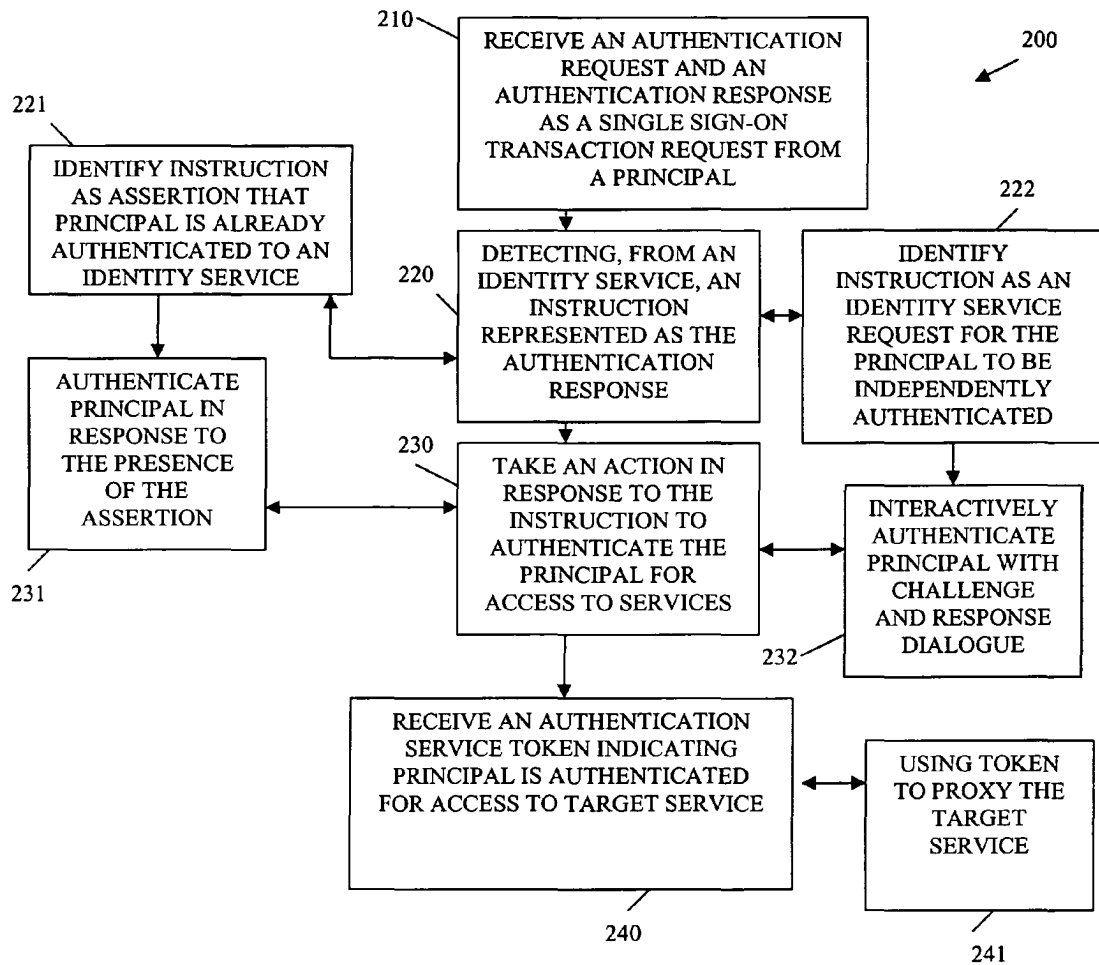 210
RECEIVE AN AUTHENTICATION
REQUEST AND AN
AUTHENTICATION RESPONSE
AS A SINGLE SIGN-ON
TRANSACTION REQUEST FROM
A PRINCIPAL
200
221
IDENTIFY INSTRUCTION
AS ASSERTION THAT
PRINCIPAL IS ALREADY
AUTHENTICATED TO AN
IDENTITY SERVICE
220
DETECTING, FROM AN
IDENTITY SERVICE, AN
INSTRUCTION
REPRESENTED AS THE
AUTHENTICATION
RESPONSE
222
IDENTIFY
INSTRUCTION AS AN
IDENTITY SERVICE
REQUEST FOR THE
PRINCIPAL TO BE
INDEPENDENTLY
AUTHENTICATED
AUTHENTICATE
PRINCIPAL IN
RESPONSE TO
THE PRESENCE
OF THE
ASSERTION
231
230
TAKE AN ACTION IN
RESPONSE TO THE
INSTRUCTION TO
AUTHENTICATE THE
PRINCIPAL FOR
ACCESS TO SERVICES
INTERACTIVELY
AUTHENTICATE
PRINCIPAL WITH
CHALLENGE
AND RESPONSE
DIALOGUE
232
RECEIVE AN AUTHENTICATION
SERVICE TOKEN INDICATING
PRINCIPAL IS AUTHENTICATED
FOR ACCESS TO TARGET SERVICE
240
USING TOKEN
TO PROXY THE
TARGET
SERVICE
241